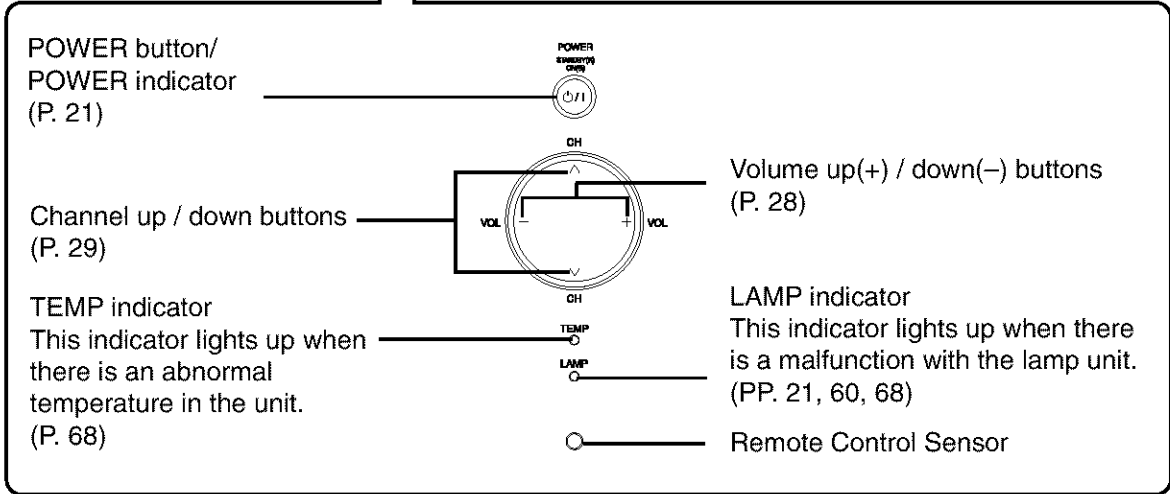 POWER button/
POWER indicator
(P. 21)
POWER
STANDBY(R)
ON(G)
⏻/I
CH
Channel up / down buttons
(P. 29)
VOL
−
+
VOL
Volume up(+) / down(−) buttons
(P. 28)
CH
TEMP indicator
This indicator lights up when
there is an abnormal
temperature in the unit.
(P. 68)
TEMP
LAMP
LAMP indicator
This indicator lights up when there
is a malfunction with the lamp unit.
(PP. 21, 60, 68)
Remote Control Sensor